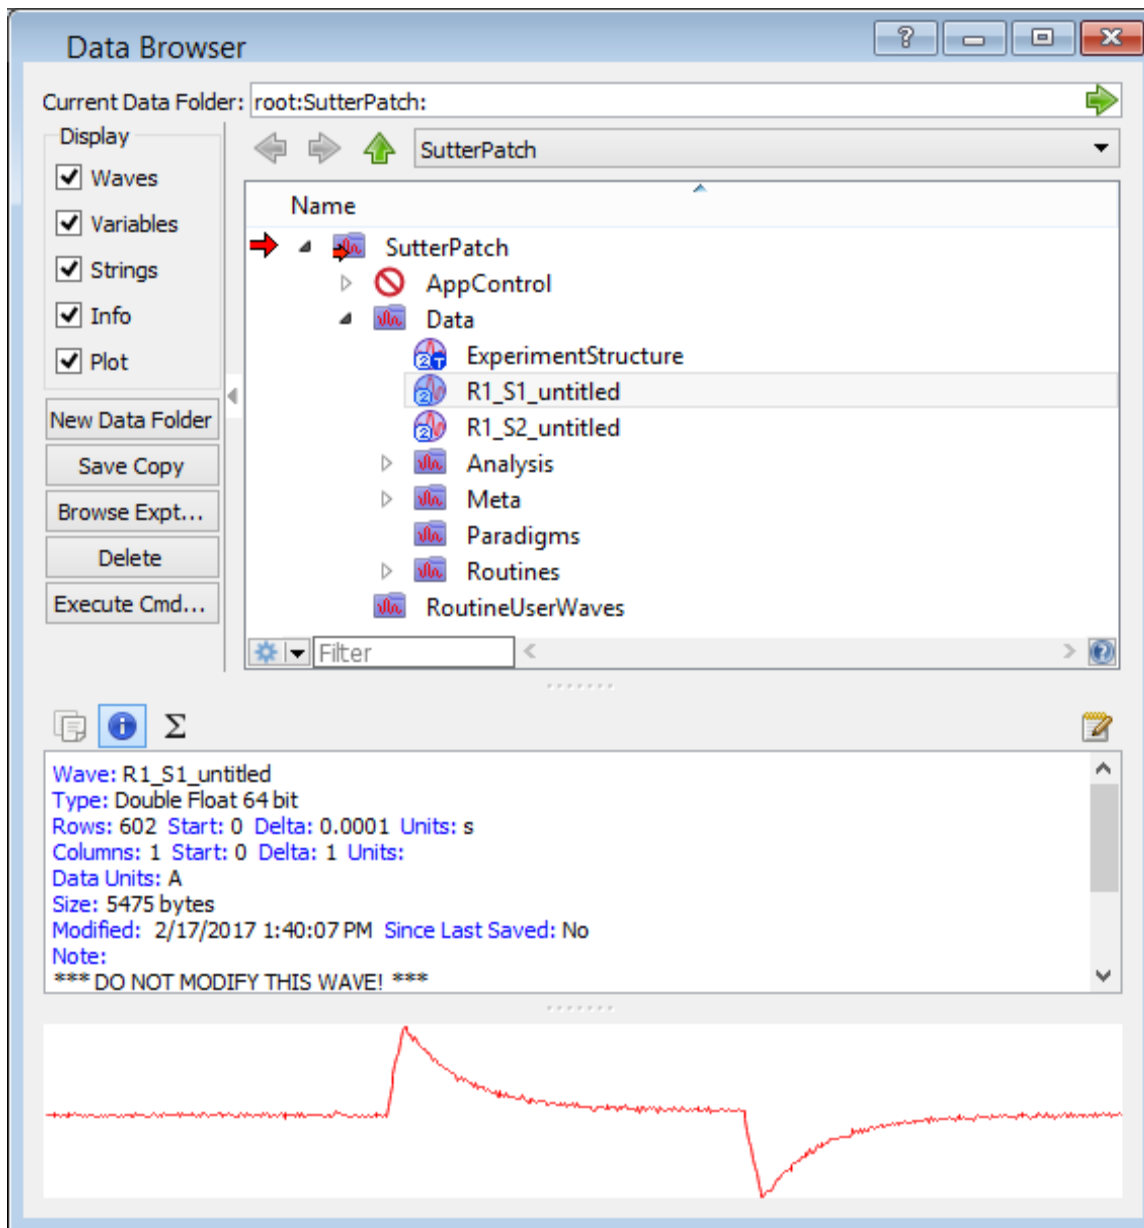 Data Browser
Current Data Folder: root:SutterPatch:
Display
SutterPatch
Waves
Variables
Strings
Info
Plot
New Data Folder
Save Copy
Browse Expt...
Delete
Execute Cmd...
Name
SutterPatch
AppControl
Data
ExperimentStructure
R1_S1_untitled
R1_S2_untitled
Analysis
Meta
Paradigms
Routines
RoutineUserWaves
Filter
Σ
Wave: R1_S1_untitled
Type: Double Float 64 bit
Rows: 602 Start: 0 Delta: 0.0001 Units: s
Columns: 1 Start: 0 Delta: 1 Units:
Data Units: A
Size: 5475 bytes
Modified: 2/17/2017 1:40:07 PM Since Last Saved: No
Note:
*** DO NOT MODIFY THIS WAVE! ***